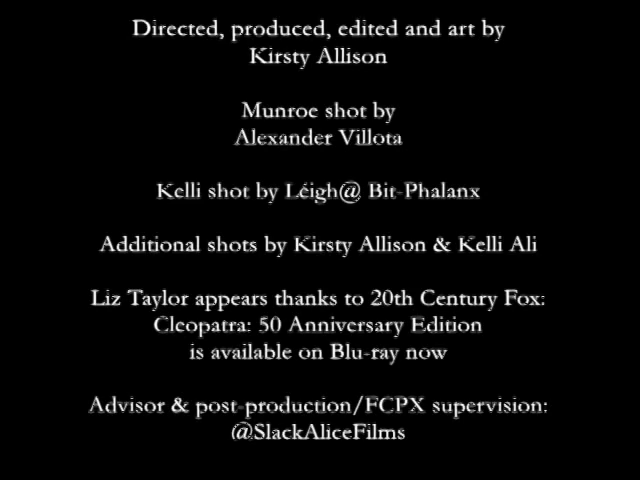 Directed, produced, edited and art by
Kirsty Allison
Munroe shot by
Alexander Villota
Kelli shot by Léigh@ Bit-Phalanx
Additional shots by Kirsty Allison & Kelli Ali
Liz Taylor appears thanks to 20th Century Fox:
Cleopatra: 50 Anniversary Edition
is available on Blu-ray now
Advisor & post-production/FCPX supervision:
@SlackAliceFilms